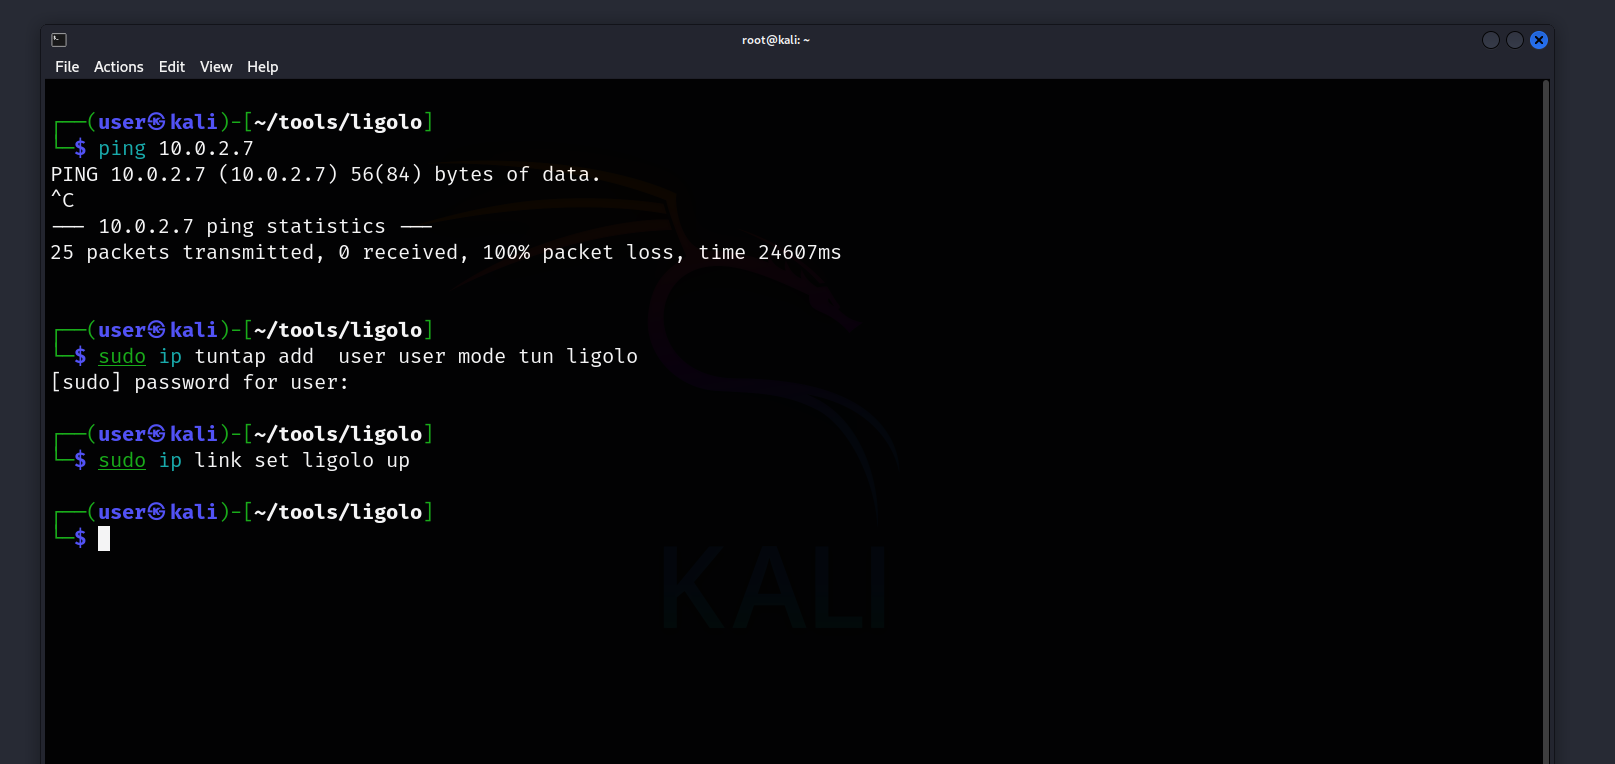 root@kali: ~
File Actions Edit View Help
┌──(user㉿kali)-[~/tools/ligolo]
└─$ ping 10.0.2.7
PING 10.0.2.7 (10.0.2.7) 56(84) bytes of data.
^C
--- 10.0.2.7 ping statistics ---
25 packets transmitted, 0 received, 100% packet loss, time 24607ms
┌──(user㉿kali)-[~/tools/ligolo]
└─$ sudo ip tuntap add  user user mode tun ligolo
[sudo] password for user:
┌──(user㉿kali)-[~/tools/ligolo]
└─$ sudo ip link set ligolo up
┌──(user㉿kali)-[~/tools/ligolo]
└─$
KALI